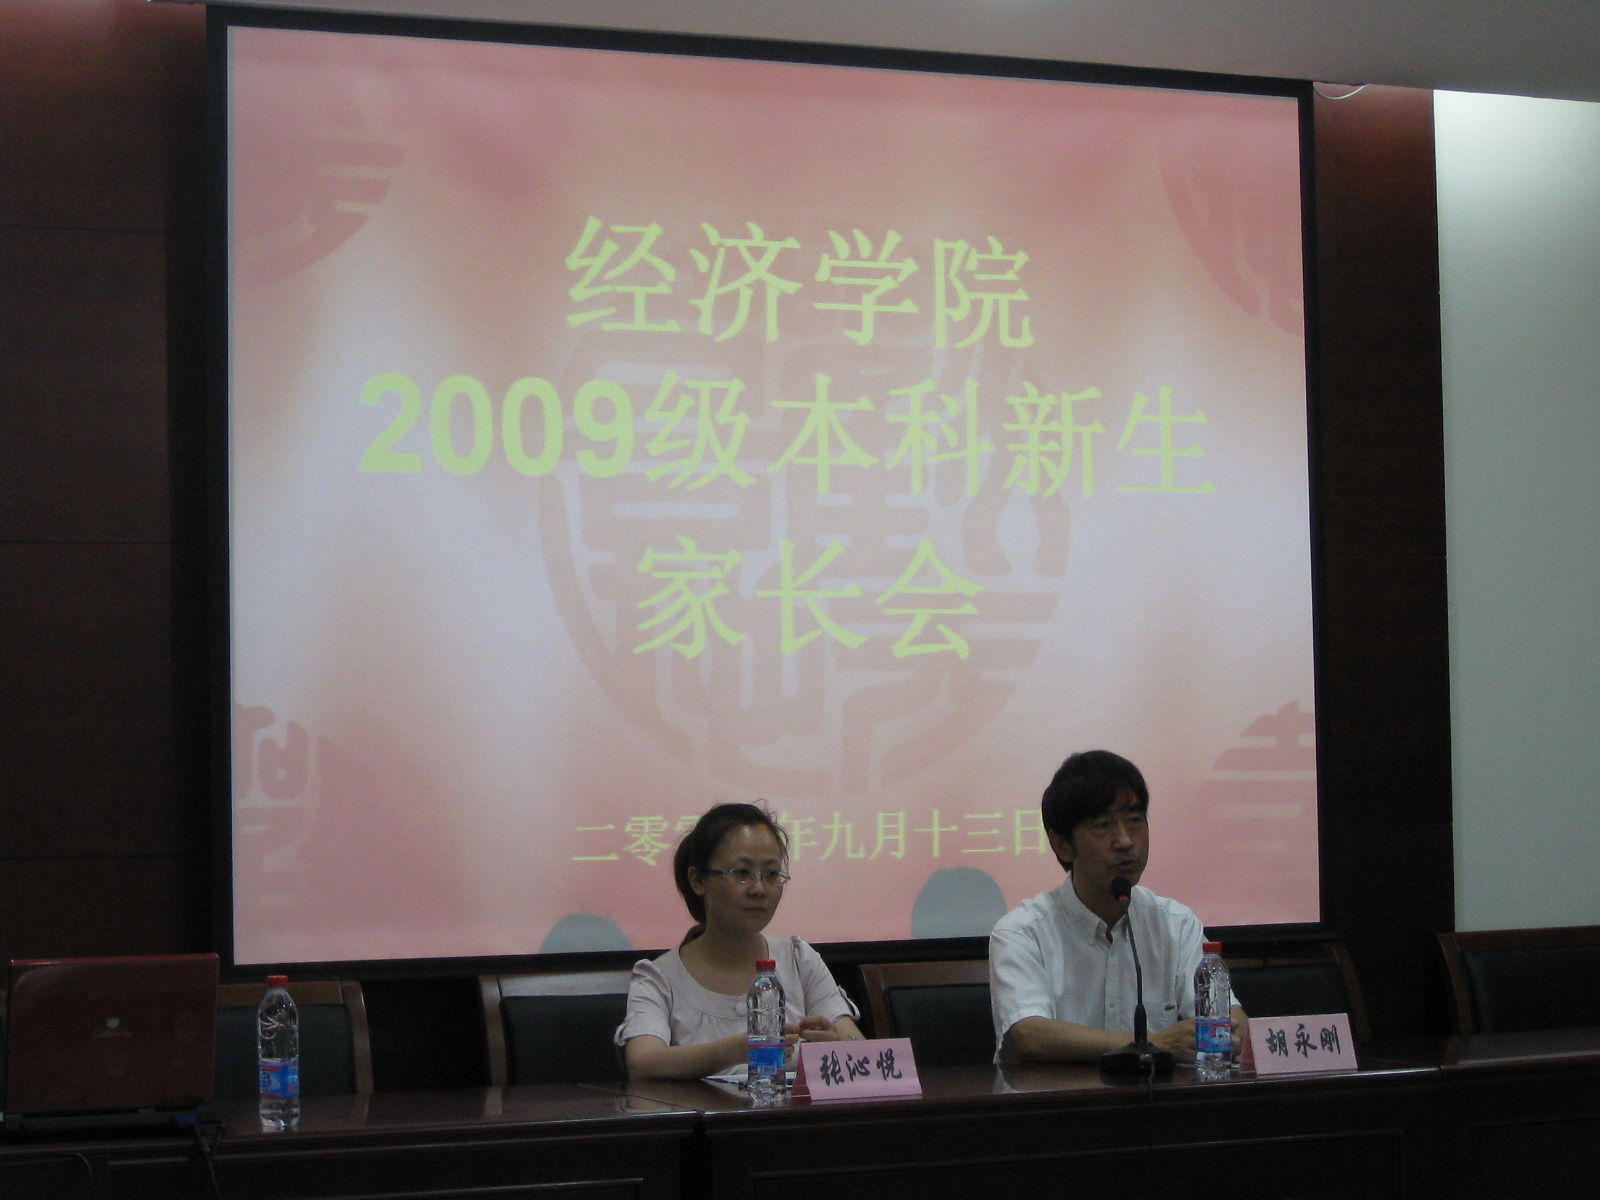 经济学院
2009级本科新生
家长会
二零零 年九月十三日
张沁悦
胡永刚